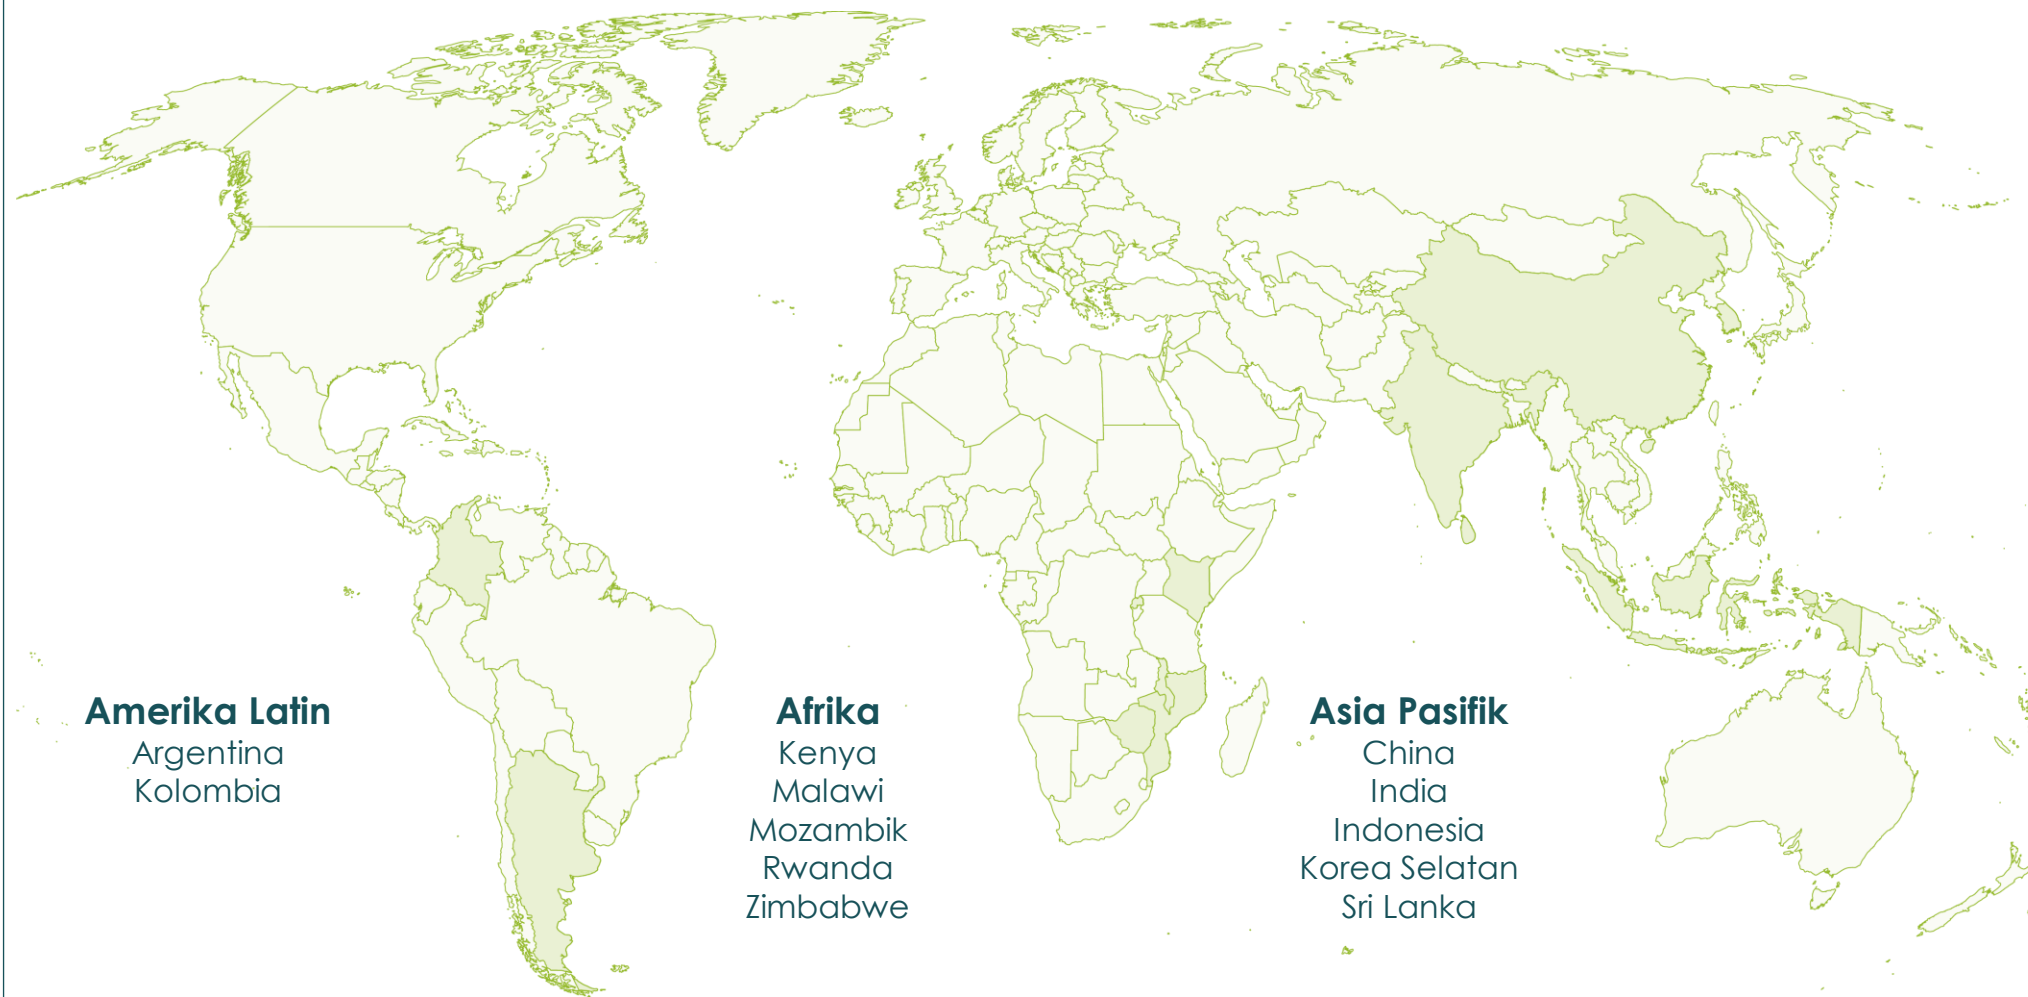 Amerika Latin
Argentina
Kolombia
Afrika
Kenya
Malawi
Mozambik
Rwanda
Zimbabwe
Asia Pasifik
China
India
Indonesia
Korea Selatan
Sri Lanka